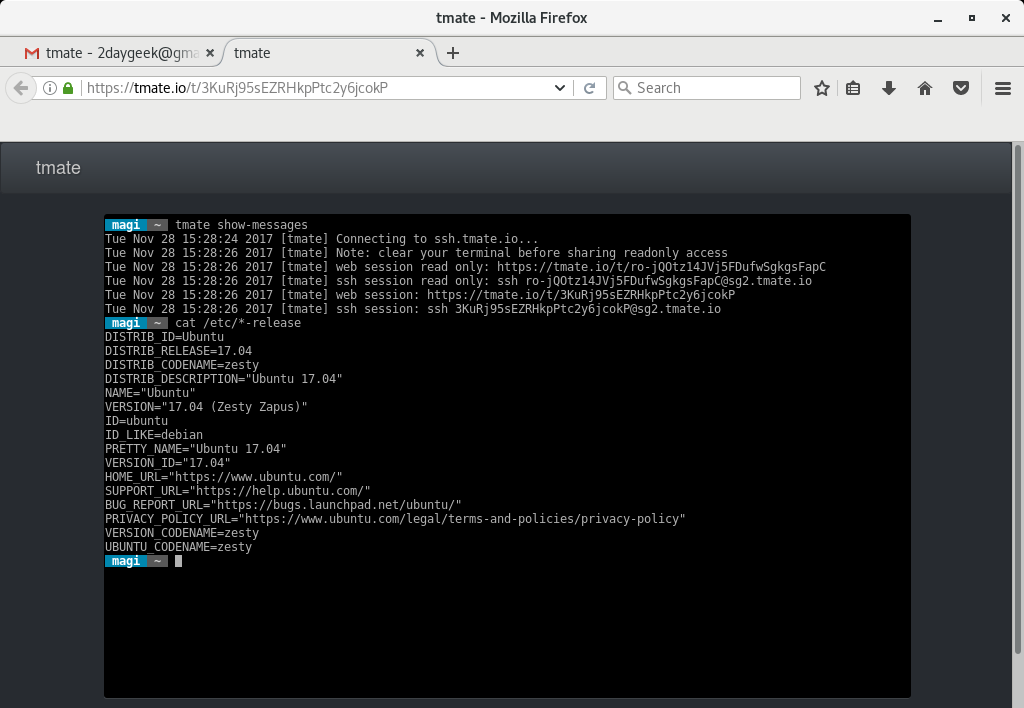 tmate - Mozilla Firefox
tmate - 2daygeek@gma
tmate
https://tmate.io/t/3KuRj95sEZRHkpPtc2y6jcokP
Search
tmate
magi ~ tmate show-messages
Tue Nov 28 15:28:24 2017 [tmate] Connecting to ssh.tmate.io...
Tue Nov 28 15:28:26 2017 [tmate] Note: clear your terminal before sharing readonly access
Tue Nov 28 15:28:26 2017 [tmate] web session read only: https://tmate.io/t/ro-jQOtz14JVj5FDufwSgkgsFapC
Tue Nov 28 15:28:26 2017 [tmate] ssh session read only: ssh ro-jQOtz14JVj5FDufwSgkgsFapC@sg2.tmate.io
Tue Nov 28 15:28:26 2017 [tmate] web session: https://tmate.io/t/3KuRj95sEZRHkpPtc2y6jcokP
Tue Nov 28 15:28:26 2017 [tmate] ssh session: ssh 3KuRj95sEZRHkpPtc2y6jcokP@sg2.tmate.io
magi ~ cat /etc/*-release
DISTRIB_ID=Ubuntu
DISTRIB_RELEASE=17.04
DISTRIB_CODENAME=zesty
DISTRIB_DESCRIPTION="Ubuntu 17.04"
NAME="Ubuntu"
VERSION="17.04 (Zesty Zapus)"
ID=ubuntu
ID_LIKE=debian
PRETTY_NAME="Ubuntu 17.04"
VERSION_ID="17.04"
HOME_URL="https://www.ubuntu.com/"
SUPPORT_URL="https://help.ubuntu.com/"
BUG_REPORT_URL="https://bugs.launchpad.net/ubuntu/"
PRIVACY_POLICY_URL="https://www.ubuntu.com/legal/terms-and-policies/privacy-policy"
VERSION_CODENAME=zesty
UBUNTU_CODENAME=zesty
magi ~